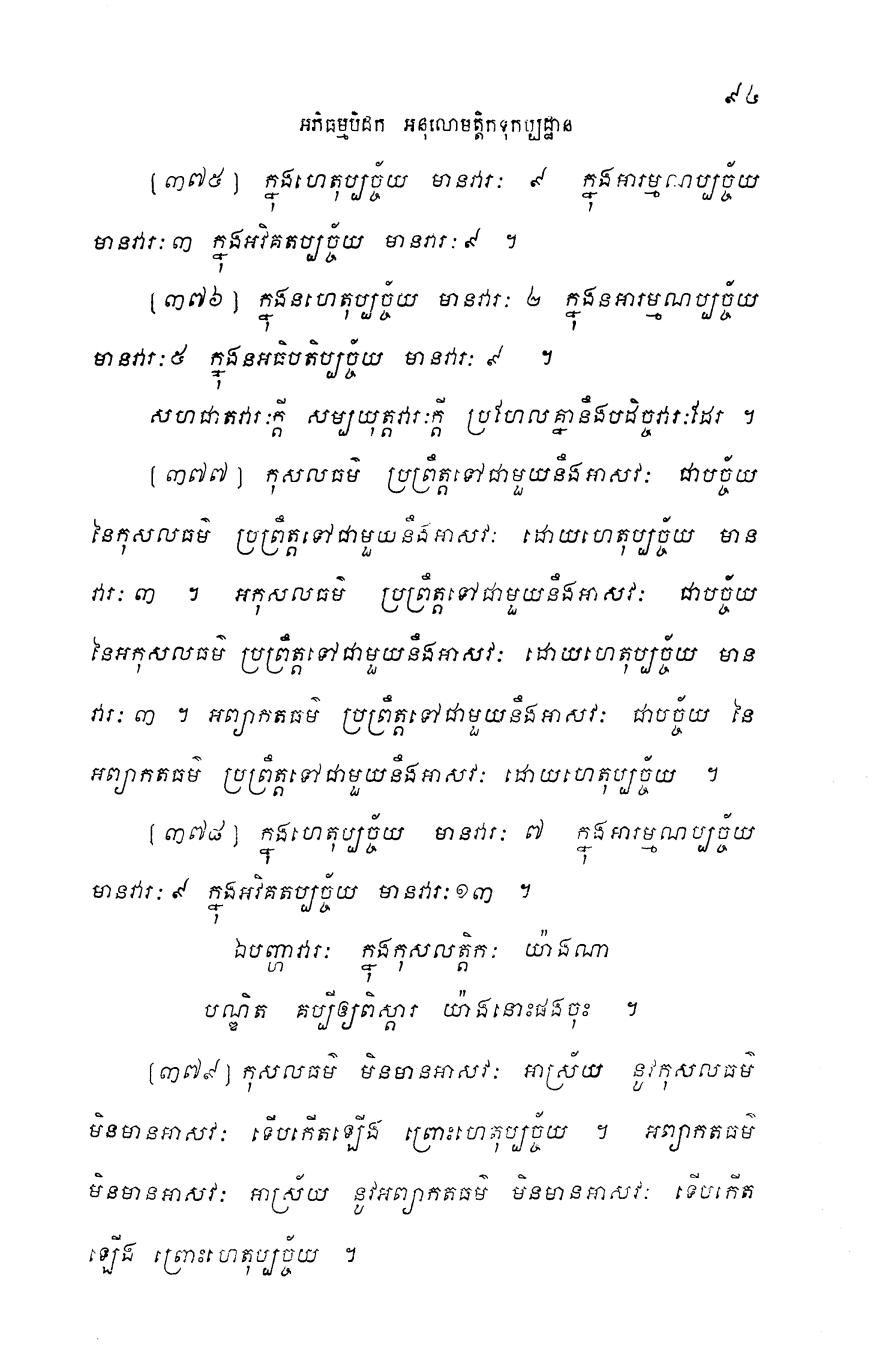 ៩៤
អភិធម្មបិដក អនុលោមត្តិកទុកប្បដ្ឋាន
[៣៧៥] ក្នុងហេតុប្បច្ច័យ មានវារៈ ៩ ក្នុងអារម្មណប្បច្ច័យ
មានវារៈ ៣ ក្នុងអវិគតប្បច្ច័យ មានវារៈ ៩ ។
[៣៧៦] ក្នុងនហេតុប្បច្ច័យ មានវារៈ ២ ក្នុងនអារម្មណប្បច្ច័យ
មានវារៈ ៥ ក្នុងនអធិបតិប្បច្ច័យ មានវារៈ ៩ ។
សហជាតវារៈក្តី សម្បយុត្តវារៈក្តី ប្រហែលគ្នានឹងបដិច្ចវារៈដែរ ។
[៣៧៧] កុសលធម៌ ប្រព្រឹត្តទៅជាមួយនឹងអាសវៈ ជាបច្ច័យ
នៃកុសលធម៌ ប្រព្រឹត្តទៅជាមួយនឹងអាសវៈ ដោយហេតុប្បច្ច័យ មាន
វារៈ ៣ ។ អកុសលធម៌ ប្រព្រឹត្តទៅជាមួយនឹងអាសវៈ ជាបច្ច័យ
នៃអកុសលធម៌ ប្រព្រឹត្តទៅជាមួយនឹងអាសវៈ ដោយហេតុប្បច្ច័យ មាន
វារៈ ៣ ។ អព្យាកតធម៌ ប្រព្រឹត្តទៅជាមួយនឹងអាសវៈ ជាបច្ច័យ នៃ
អព្យាកតធម៌ ប្រព្រឹត្តទៅជាមួយនឹងអាសវៈ ដោយហេតុប្បច្ច័យ ។
[៣៧៨] ក្នុងហេតុប្បច្ច័យ មានវារៈ ៧ ក្នុងអារម្មណប្បច្ច័យ
មានវារៈ ៩ ក្នុងអវិគតប្បច្ច័យ មានវារៈ ១៣ ។
ឯបញ្ហាវារៈ ក្នុងកុសលត្តិកៈ យ៉ាងណា
បណ្ឌិត គប្បីឲ្យពិស្តារ យ៉ាងនោះផងចុះ ។
[៣៧៩] កុសលធម៌ មិនមានអាសវៈ អាស្រ័យ នូវកុសលធម៌
មិនមានអាសវៈ ទើបកើតឡើង ព្រោះហេតុប្បច្ច័យ ។ អព្យាកតធម៌
មិនមានអាសវៈ អាស្រ័យ នូវអព្យាកតធម៌ មិនមានអាសវៈ ទើបកើត
ឡើង ព្រោះហេតុប្បច្ច័យ ។